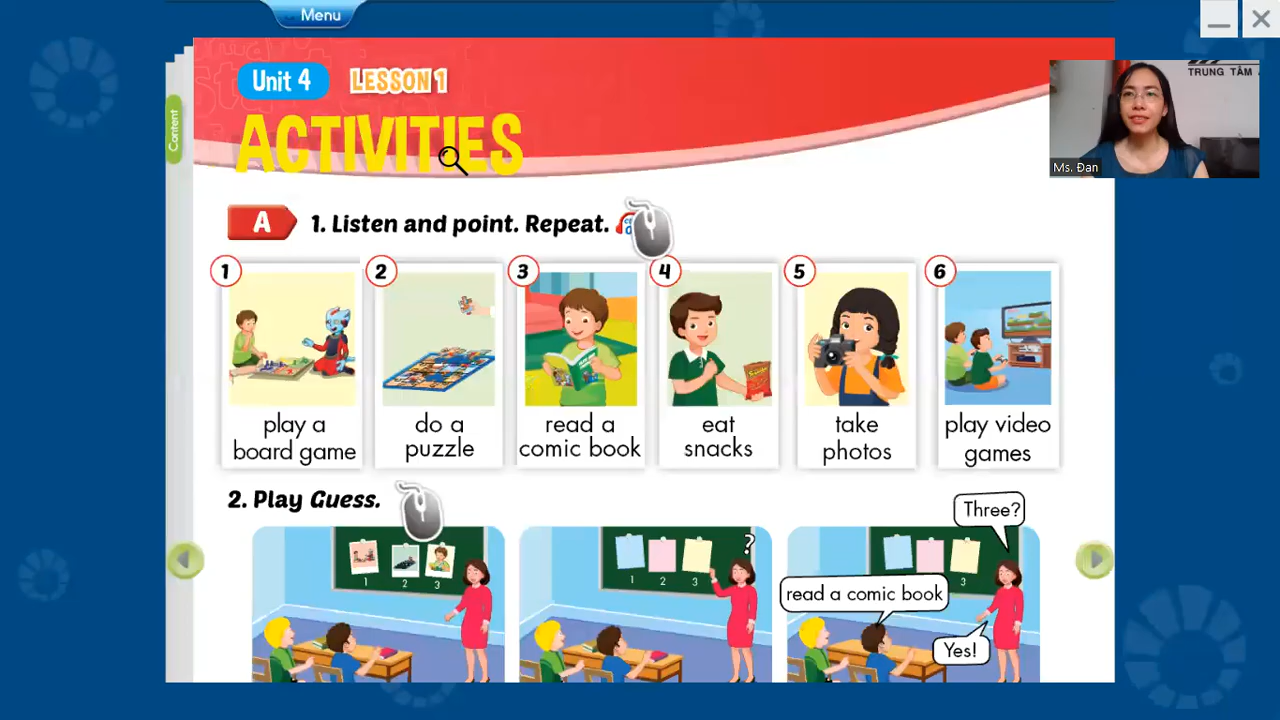 Menu
Unit 4 LESSON 1
ACTIVITIES
TRUNG TÂM
Ms. Đan
Content
A 1. Listen and point. Repeat.
1
play a
board game
2
do a
puzzle
3
read a
comic book
4
eat
snacks
5
take
photos
6
play video
games
2. Play Guess.
1 2 3
?
1 2 3
Three?
3
read a comic book
Yes!